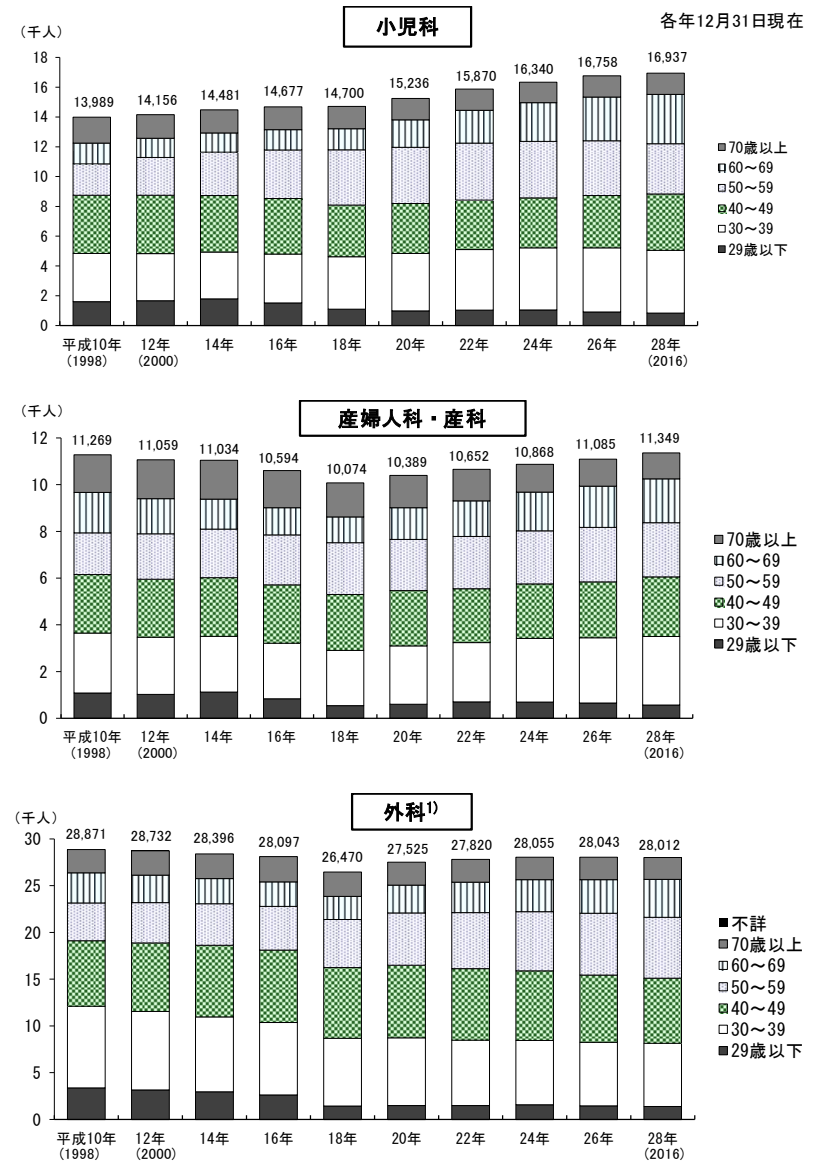 各年12月31日現在
小児科
(千人)
18
16
14
12
10
8
6
4
2
0
13,989 14,156 14,481 14,677 14,700 15,236 15,870 16,340 16,758 16,937
平成10年 12年 14年 16年 18年 20年 22年 24年 26年 28年
(1998) (2000) (2016)
70歳以上
60～69
50～59
40～49
30～39
29歳以下
産婦人科・産科
(千人)
12
10
8
6
4
2
0
11,269 11,059 11,034 10,594 10,074 10,389 10,652 10,868 11,085 11,349
平成10年 12年 14年 16年 18年 20年 22年 24年 26年 28年
(1998) (2000) (2016)
70歳以上
60～69
50～59
40～49
30～39
29歳以下
外科1)
(千人)
30
25
20
15
10
5
0
28,871 28,732 28,396 28,097 26,470 27,525 27,820 28,055 28,043 28,012
平成10年 12年 14年 16年 18年 20年 22年 24年 26年 28年
(1998) (2000) (2016)
不詳
70歳以上
60～69
50～59
40～49
30～39
29歳以下